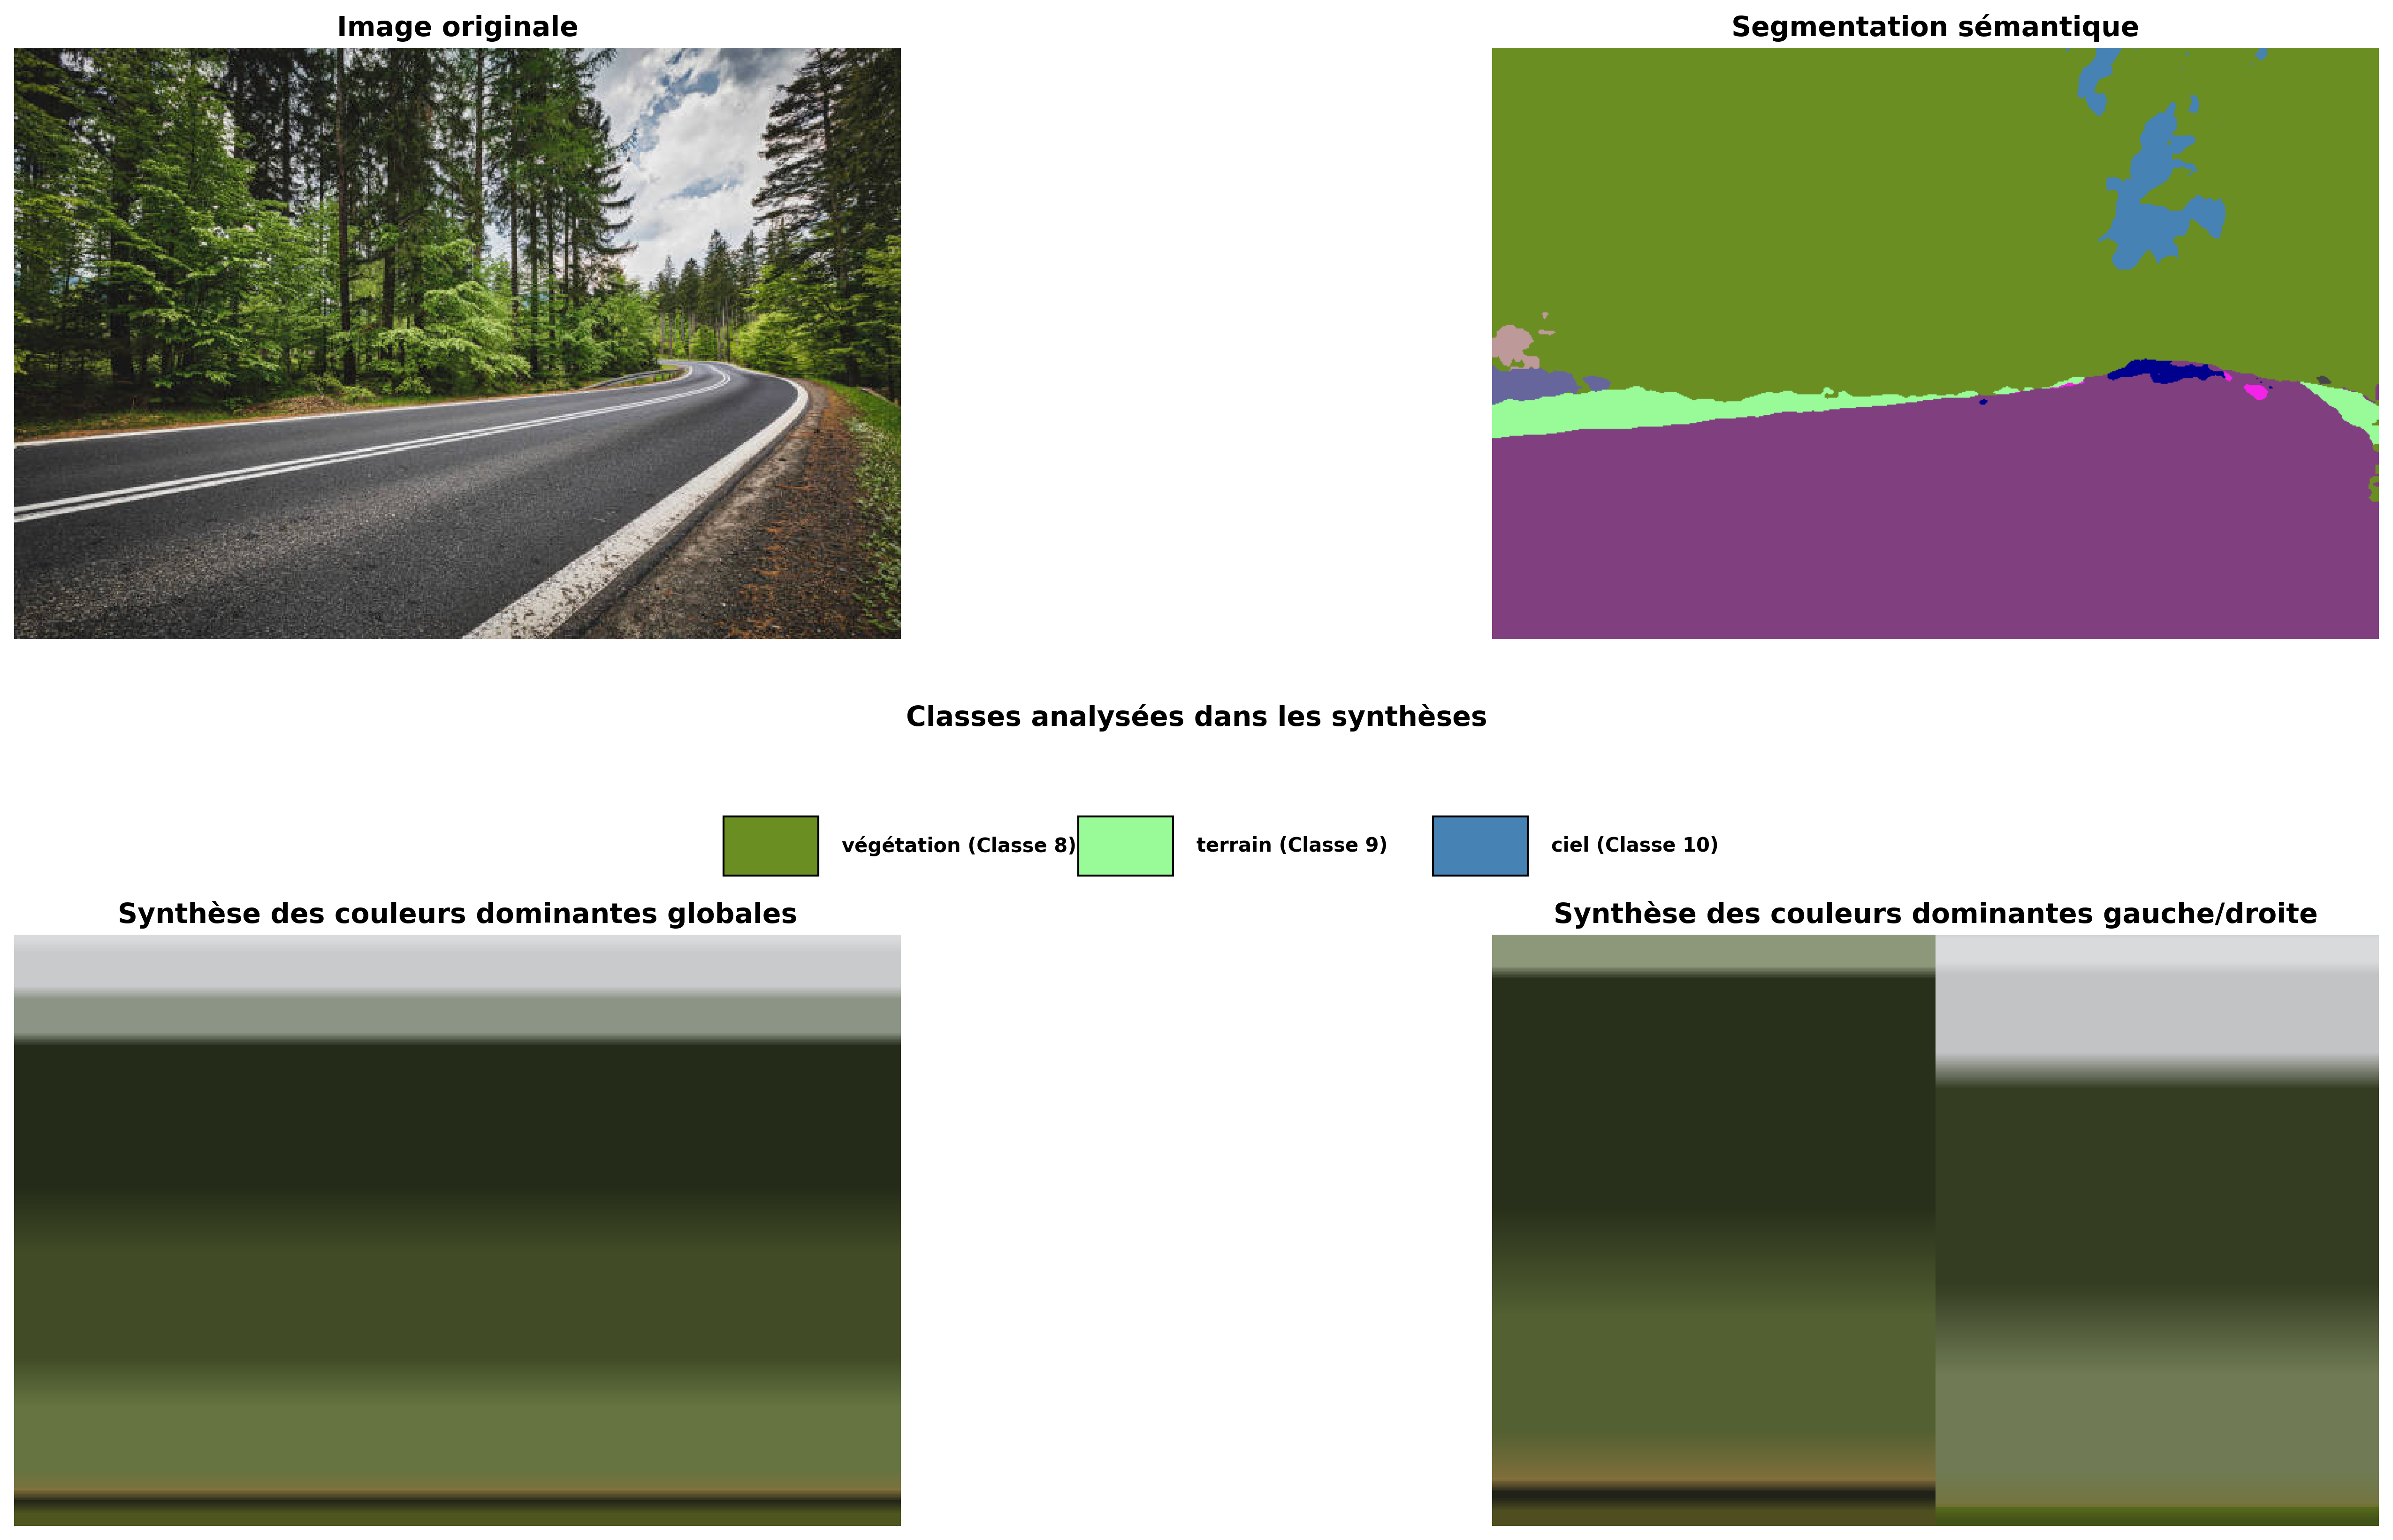 Image originale
Segmentation sémantique
Classes analysées dans les synthèses
végétation (Classe 8)
terrain (Classe 9)
ciel (Classe 10)
Synthèse des couleurs dominantes globales
Synthèse des couleurs dominantes gauche/droite